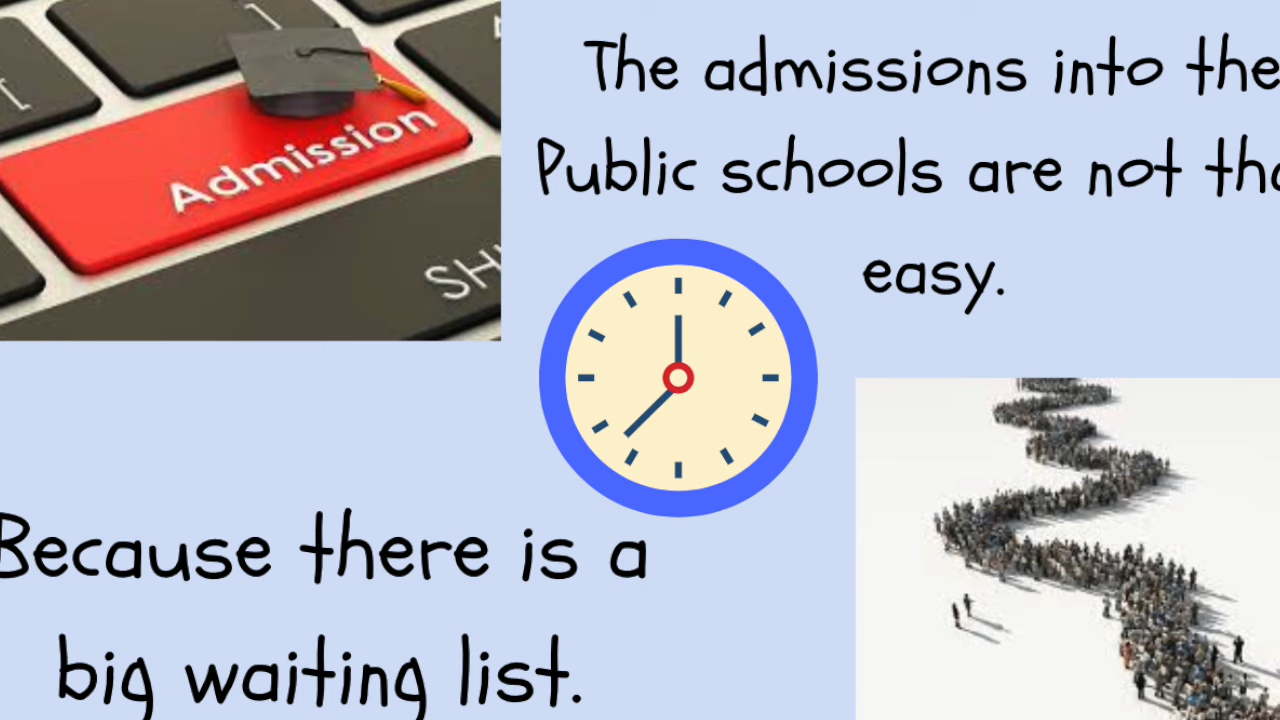 Admission
The admissions into the
Public schools are not
easy.
Because there is a
big waiting list.